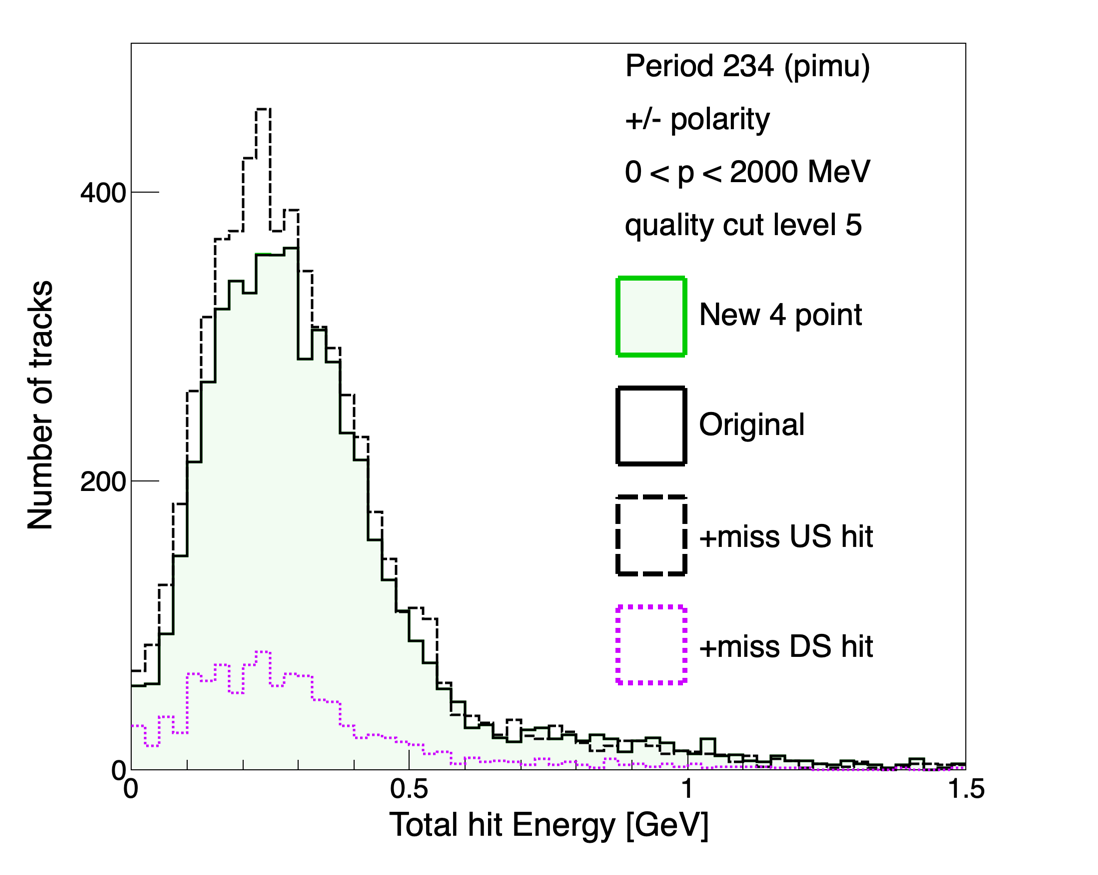 Period 234 (pimu)
+/- polarity
0 < p < 2000 MeV
quality cut level 5
New 4 point
Original
+miss US hit
+miss DS hit
Number of tracks
400
200
0
0 0.5 1 1.5
Total hit Energy [GeV]